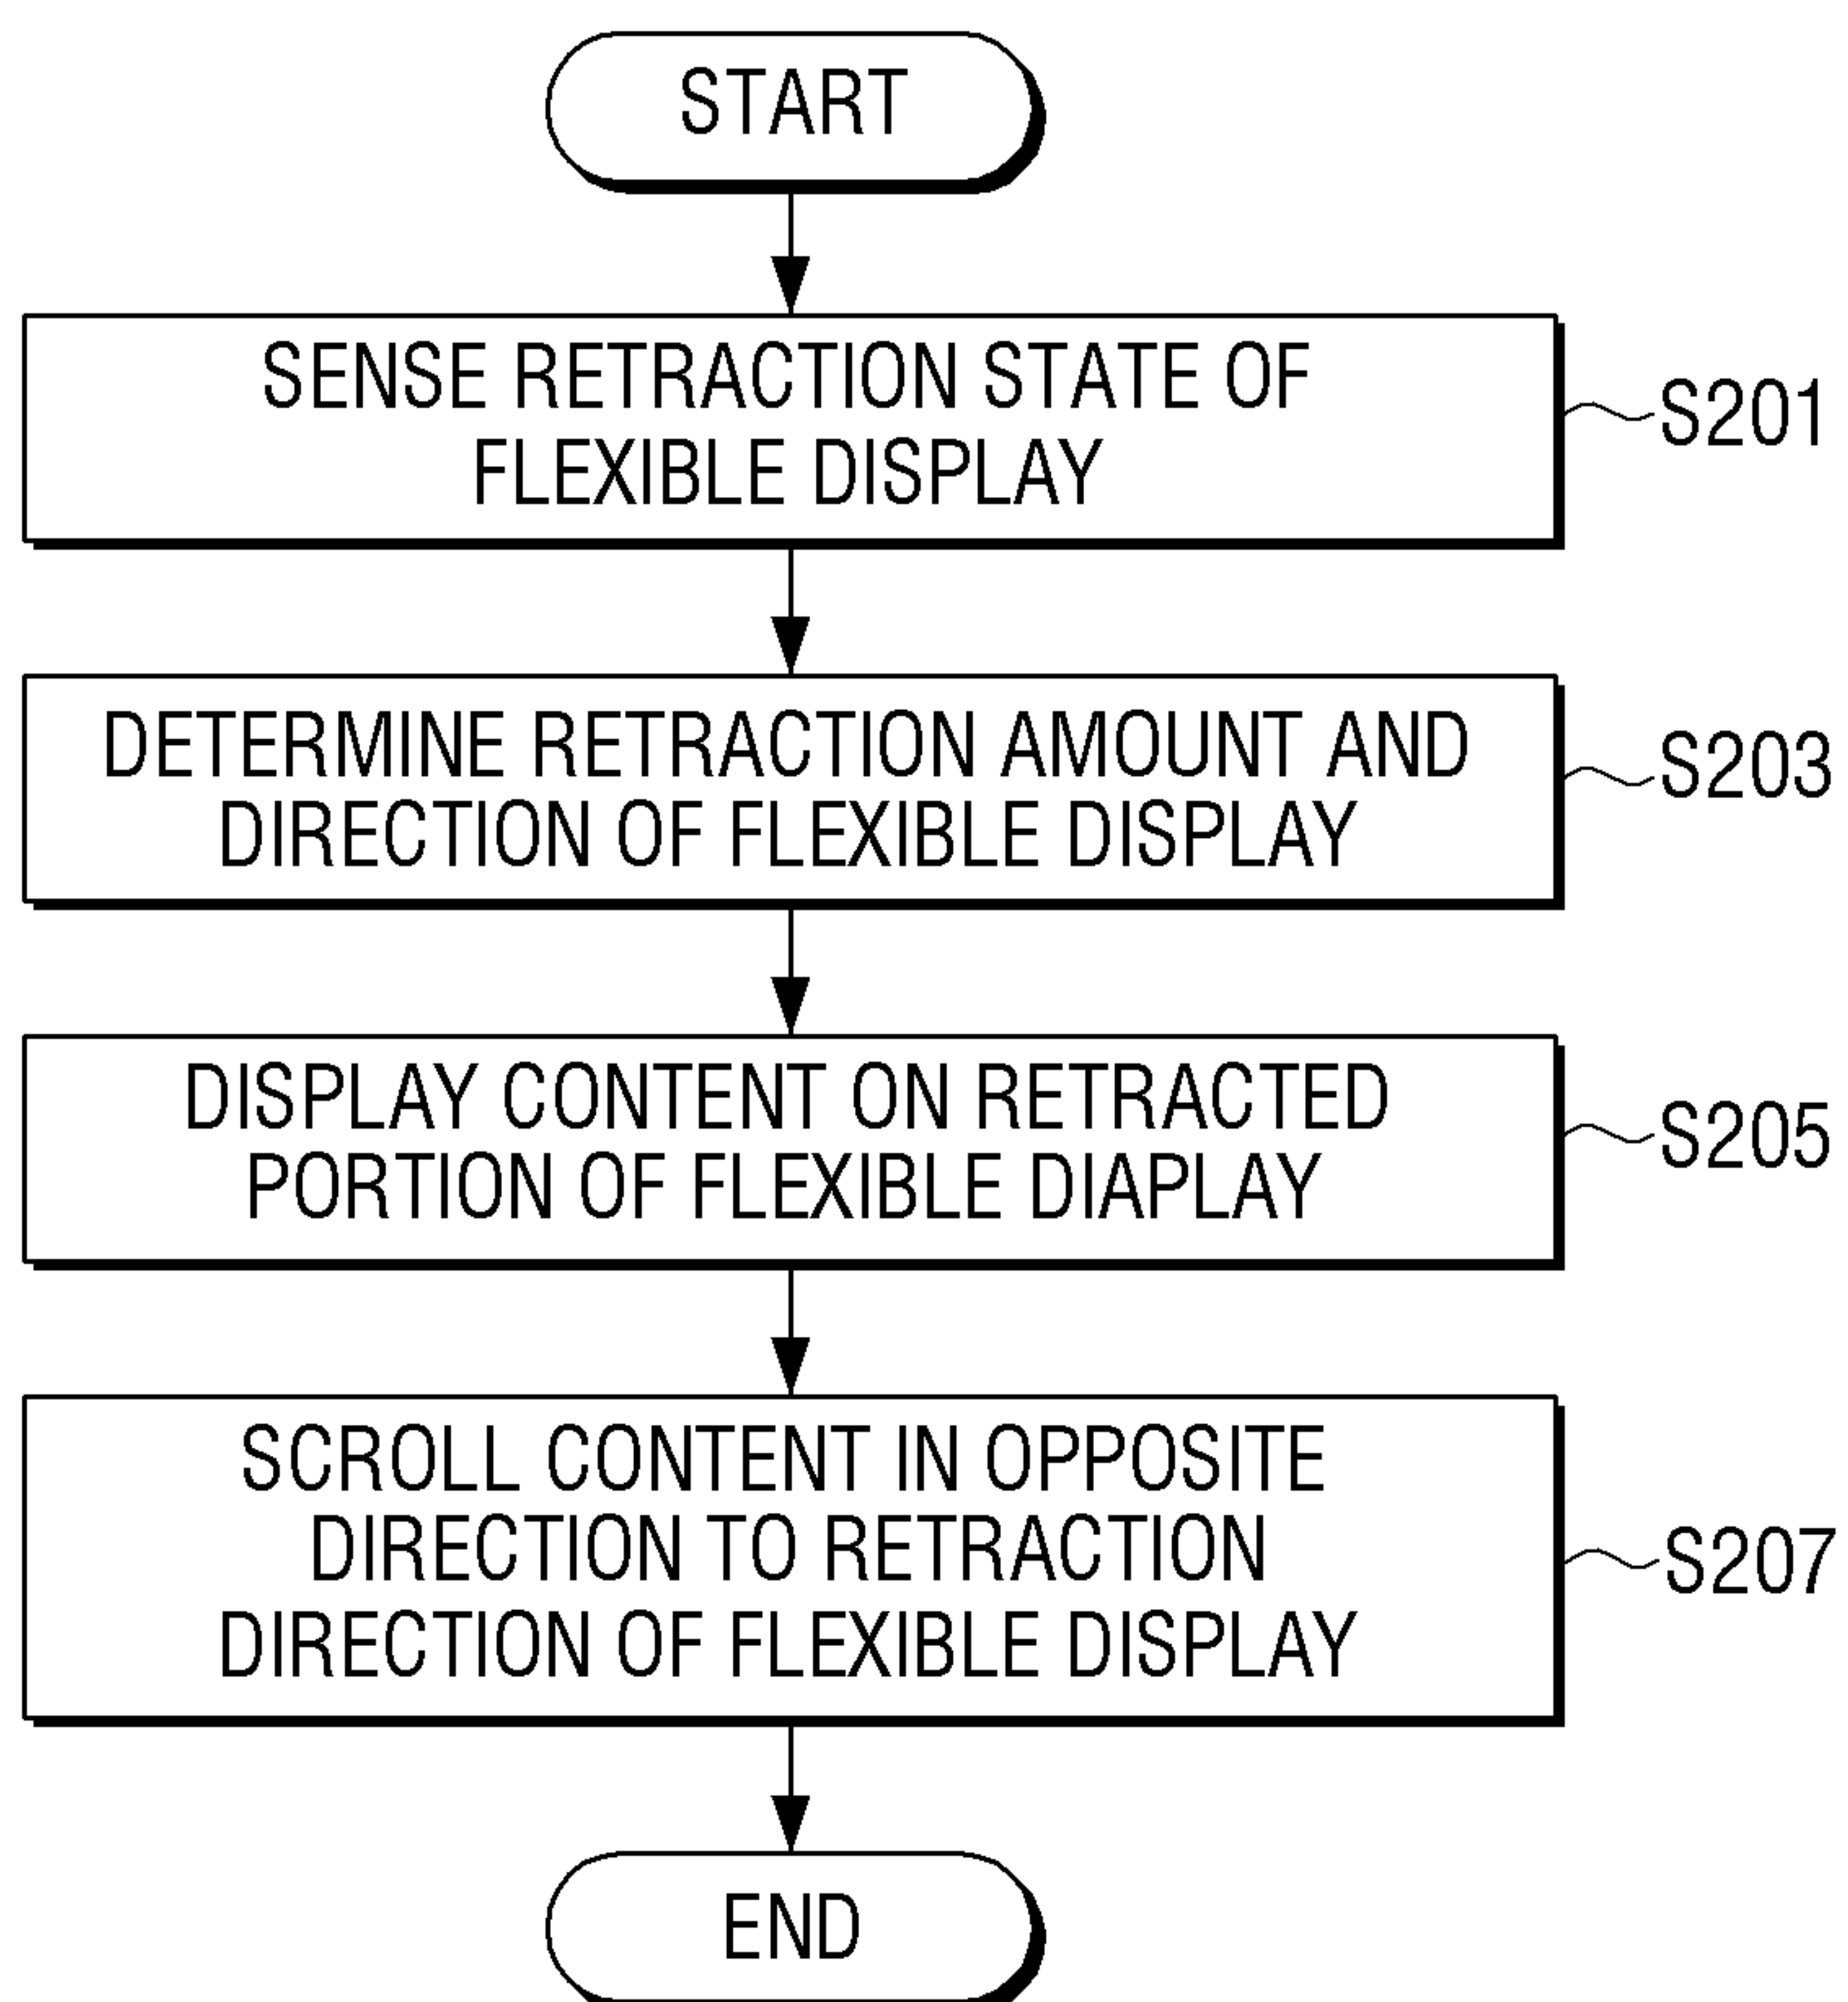 START
SENSE RETRACTION STATE OF
FLEXIBLE DISPLAY
S201
DETERMINE RETRACTION AMOUNT AND
DIRECTION OF FLEXIBLE DISPLAY
S203
DISPLAY CONTENT ON RETRACTED
PORTION OF FLEXIBLE DIAPLAY
S205
SCROLL CONTENT IN OPPOSITE
DIRECTION TO RETRACTION
DIRECTION OF FLEXIBLE DISPLAY
S207
END